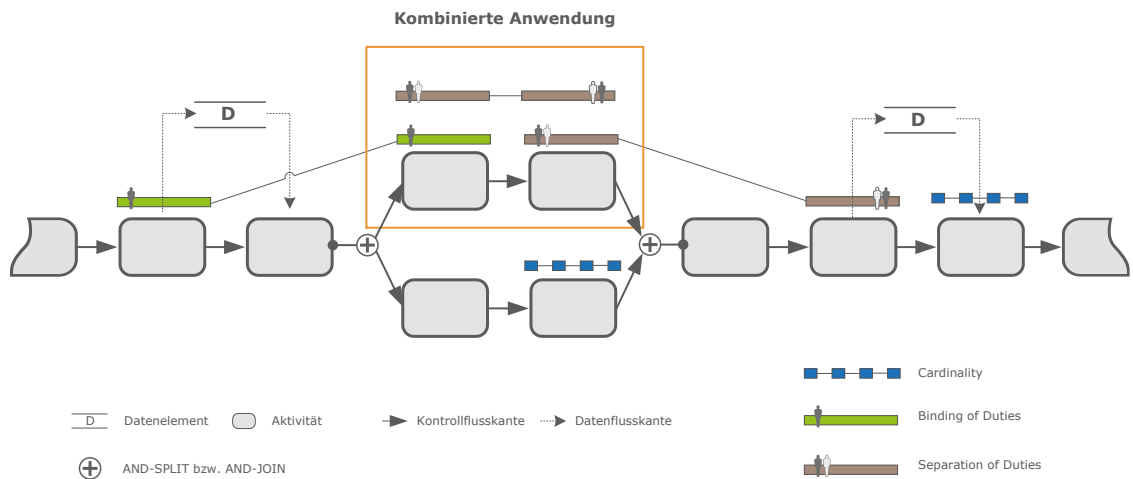 Kombinierte Anwendung
D
D
Cardinality
D Datenelement Aktivität Kontrollflusskante Datenflusskante
Binding of Duties
AND-SPLIT bzw. AND-JOIN
Separation of Duties